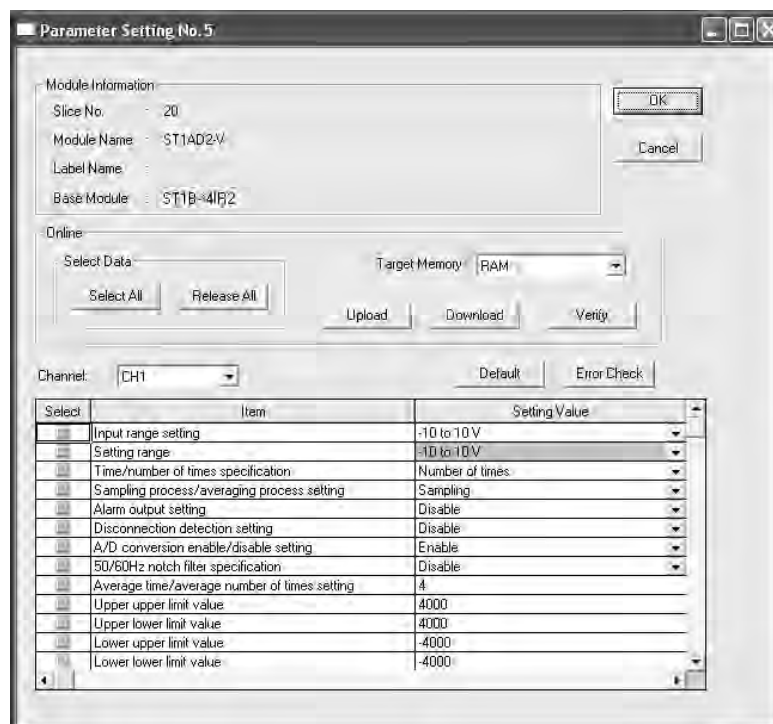 Parameter Setting No.5
Module Information
OK
Slice No. : 20
Module Name : ST1AD2-V
Cancel
Label Name :
Base Module : ST1B-S4IR2
Online
Select Data
Target Memory RAM
Select All Release All
Upload Download Verify
Channel: CH1 Default Error Check
Select Item Setting Value
Input range setting -10 to 10 V
Setting range -10 to 10 V
Time/number of times specification Number of times
Sampling process/averaging process setting Sampling
Alarm output setting Disable
Disconnection detection setting Disable
A/D conversion enable/disable setting Enable
50/60Hz notch filter specification Disable
Average time/average number of times setting 4
Upper upper limit value 4000
Upper lower limit value 4000
Lower upper limit value -4000
Lower lower limit value -4000